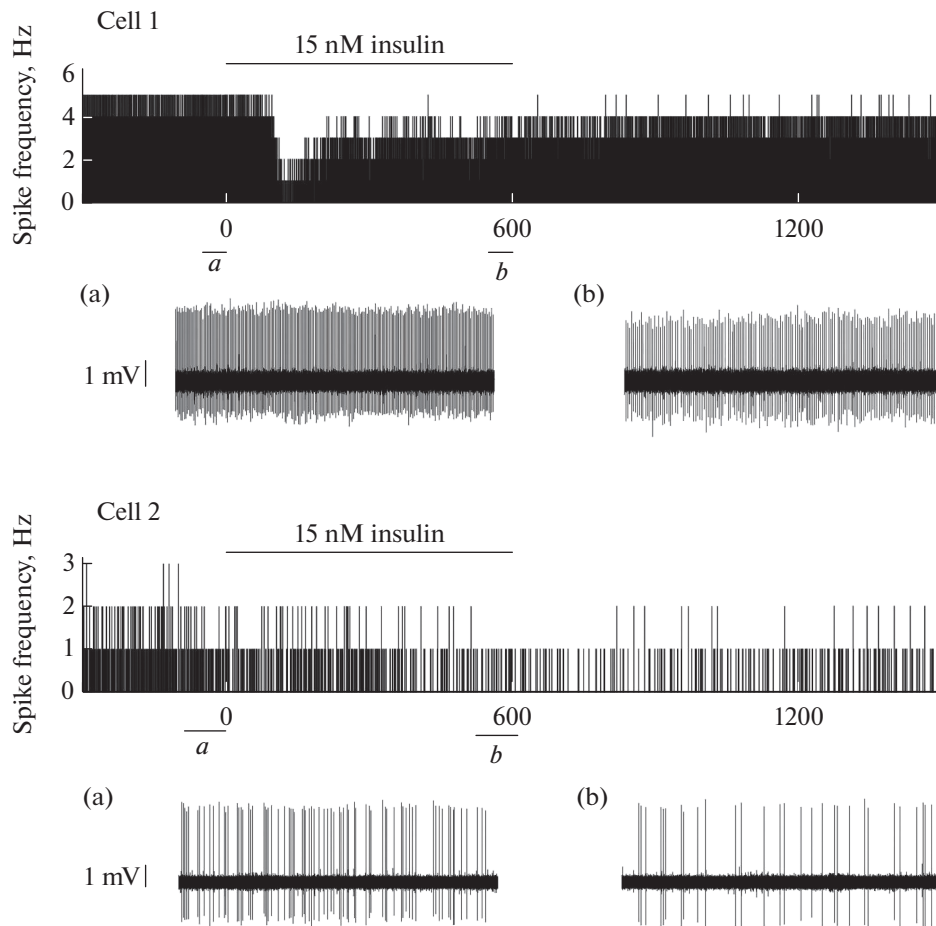 Cell 1
15 nM insulin
Spike frequency, Hz
6
4
2
0
0 600 1200
a b
(a) (b)
1 mV
Cell 2
15 nM insulin
Spike frequency, Hz
3
2
1
0
0 600 1200
a b
(a) (b)
1 mV